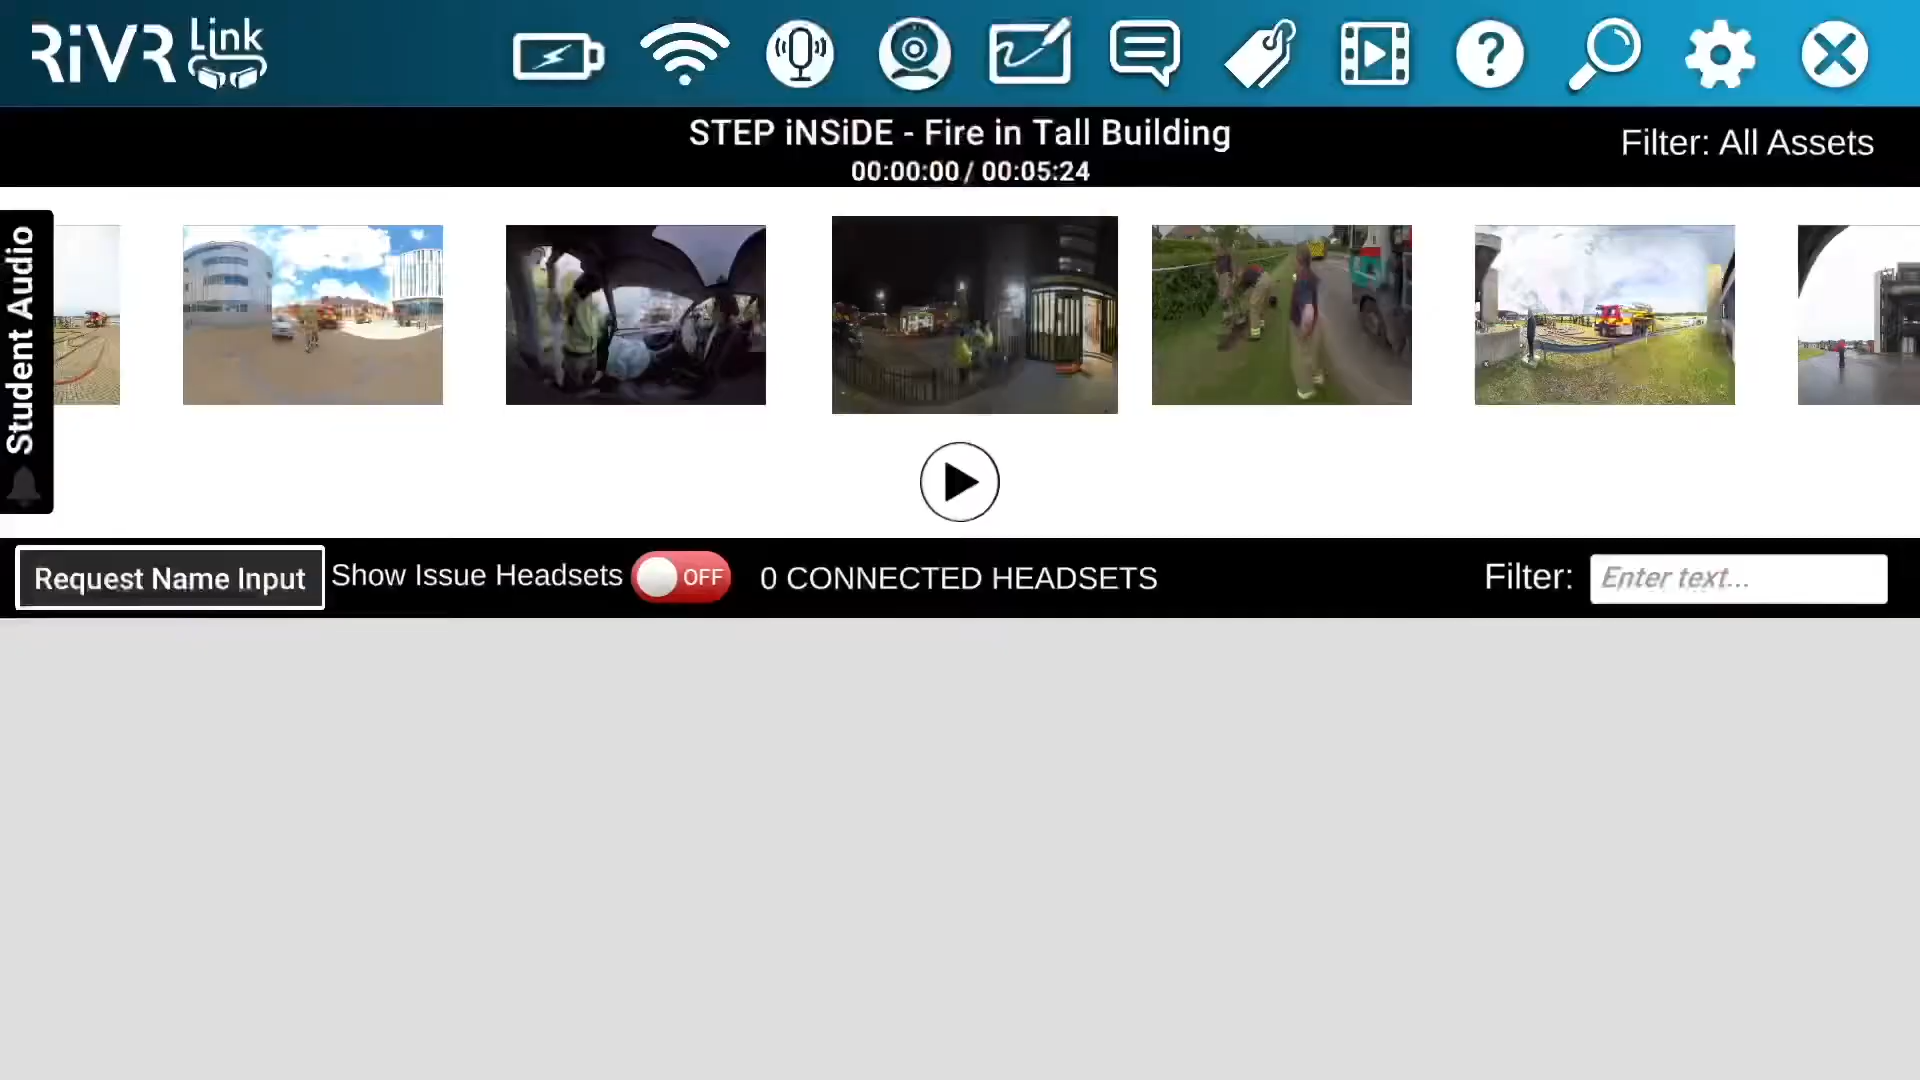 RiVR Link
STEP iNSiDE - Fire in Tall Building
00:00:00 / 00:05:24
Filter: All Assets
Student Audio
Request Name Input
Show Issue Headsets
OFF
0 CONNECTED HEADSETS
Filter:
Enter text...